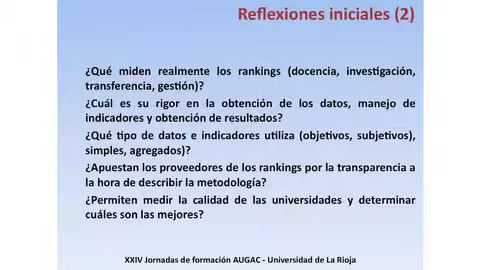 Reflexiones iniciales (2)
¿Qué miden realmente los rankings (docencia, investigación,
transferencia, gestión)?
¿Cuál es su rigor en la obtención de los datos, manejo de
indicadores y obtención de resultados?
¿Qué tipo de datos e indicadores utiliza (objetivos, subjetivos),
simples, agregados)?
¿Apuestan los proveedores de los rankings por la transparencia a
la hora de describir la metodología?
¿Permiten medir la calidad de las universidades y determinar
cuáles son las mejores?
XXIV Jornadas de formación AUGAC - Universidad de La Rioja